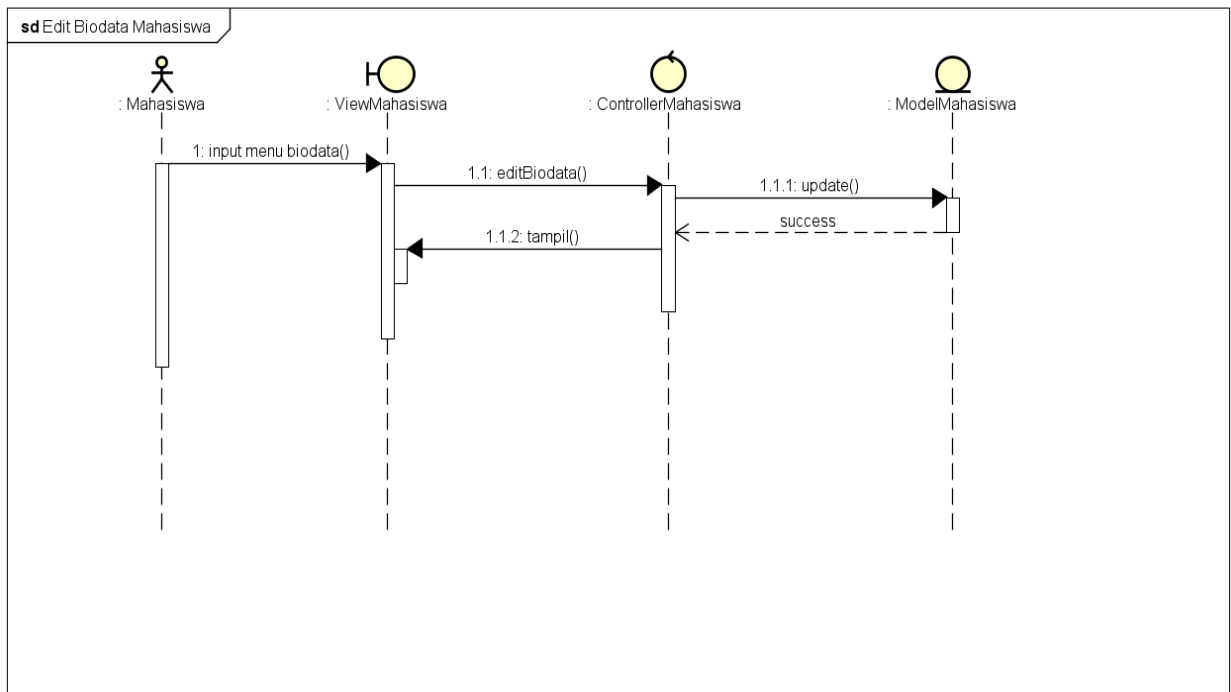 sd Edit Biodata Mahasiswa
: Mahasiswa
: ViewMahasiswa
: ControllerMahasiswa
: ModelMahasiswa
1: input menu biodata()
1.1: editBiodata()
1.1.1: update()
success
1.1.2: tampil()